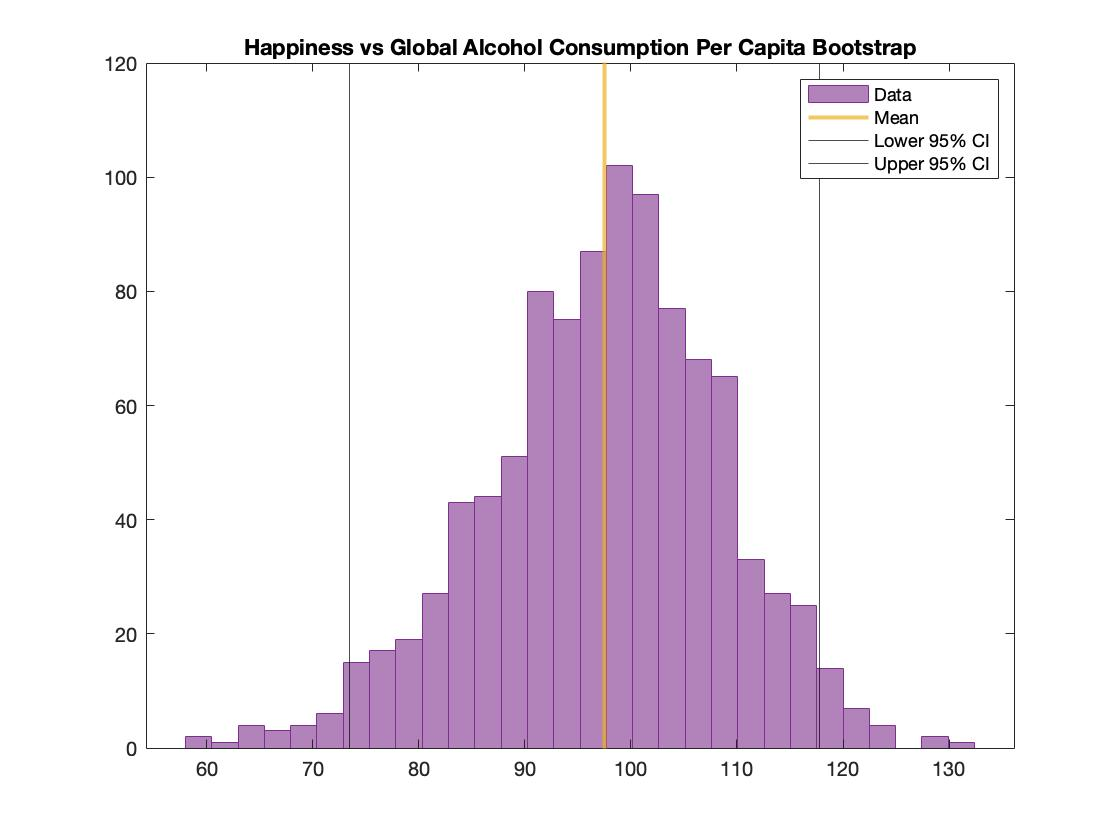 Happiness vs Global Alcohol Consumption Per Capita Bootstrap
120
100
80
60
40
20
0
Data
Mean
Lower 95% CI
Upper 95% CI
60 70 80 90 100 110 120 130